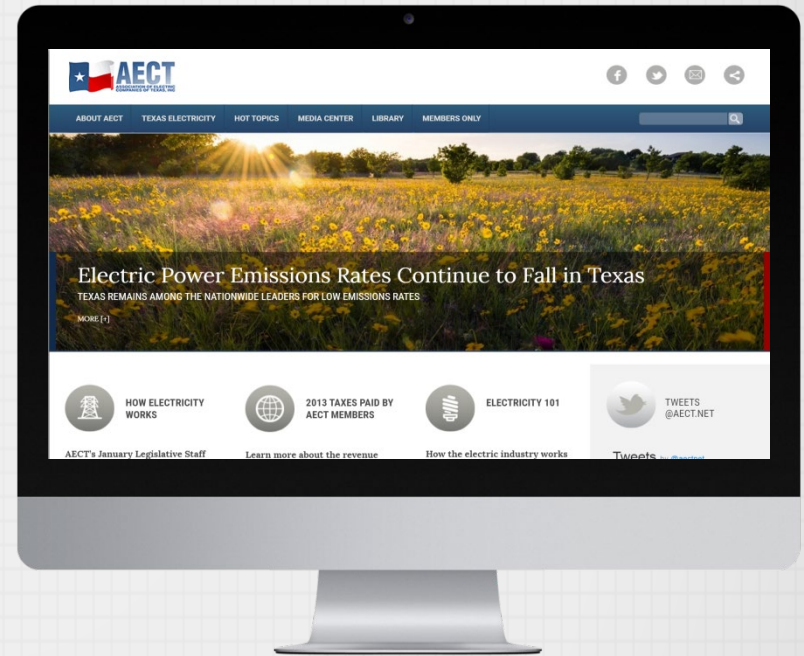 AECT
ASSOCIATION OF ELECTRIC
COMPANIES OF TEXAS, INC
ABOUT AECT TEXAS ELECTRICITY HOT TOPICS MEDIA CENTER LIBRARY MEMBERS ONLY
Electric Power Emissions Rates Continue to Fall in Texas
TEXAS REMAINS AMONG THE NATIONWIDE LEADERS FOR LOW EMISSIONS RATES
MORE [+]
HOW ELECTRICITY
WORKS
AECT's January Legislative Staff
2013 TAXES PAID BY
AECT MEMBERS
Learn more about the revenue
ELECTRICITY 101
How the electric industry works
TWEETS
@AECT.NET
Tweets by @aectnet